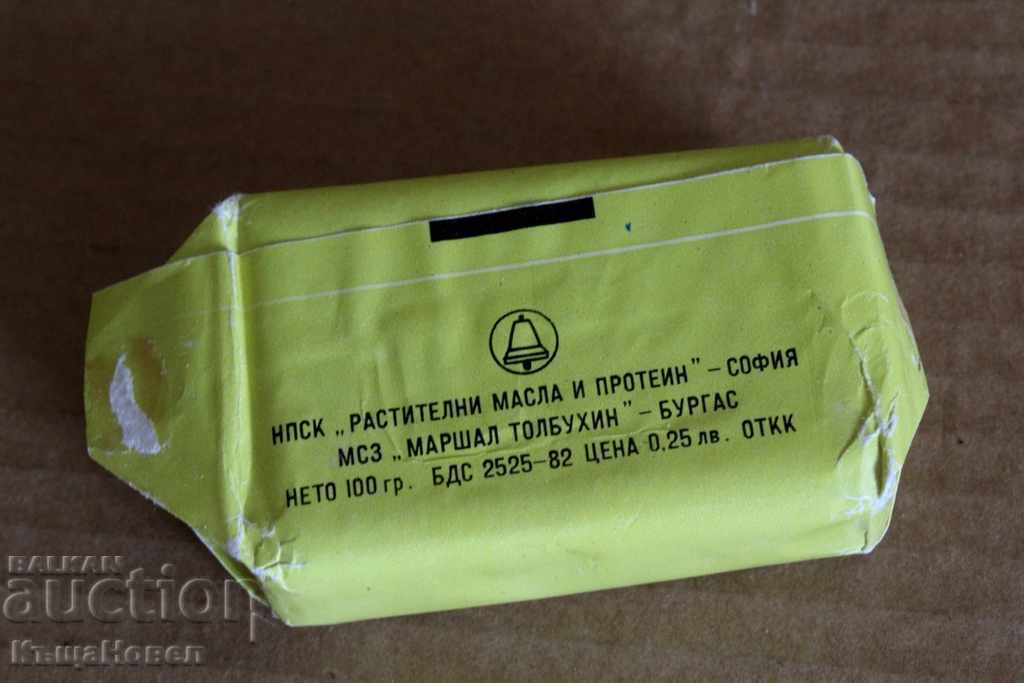 НПСК „РАСТИТЕЛНИ МАСЛА И ПРОТЕИН” – СОФИЯ
МСЗ „МАРШАЛ ТОЛБУХИН” – БУРГАС
НЕТО 100 гр. БДС 2525-82 ЦЕНА 0,25 лв. ОТКК
BALKAN
auction
КъщаНовел